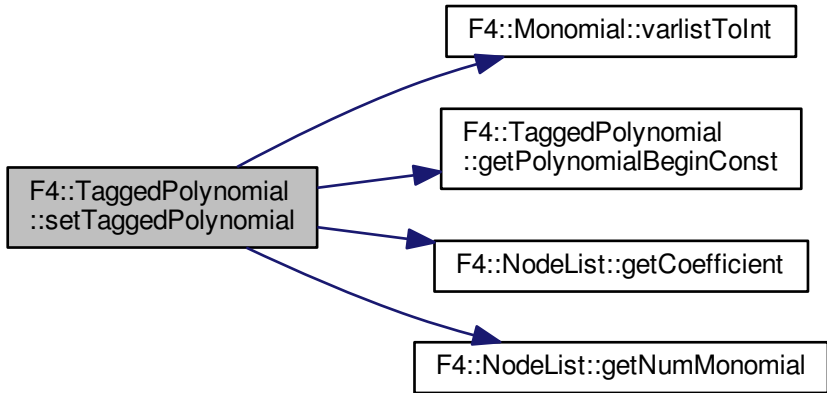 F4::Monomial::varlistToInt
F4::TaggedPolynomial
::getPolynomialBeginConst
F4::TaggedPolynomial
::setTaggedPolynomial
F4::NodeList::getCoefficient
F4::NodeList::getNumMonomial